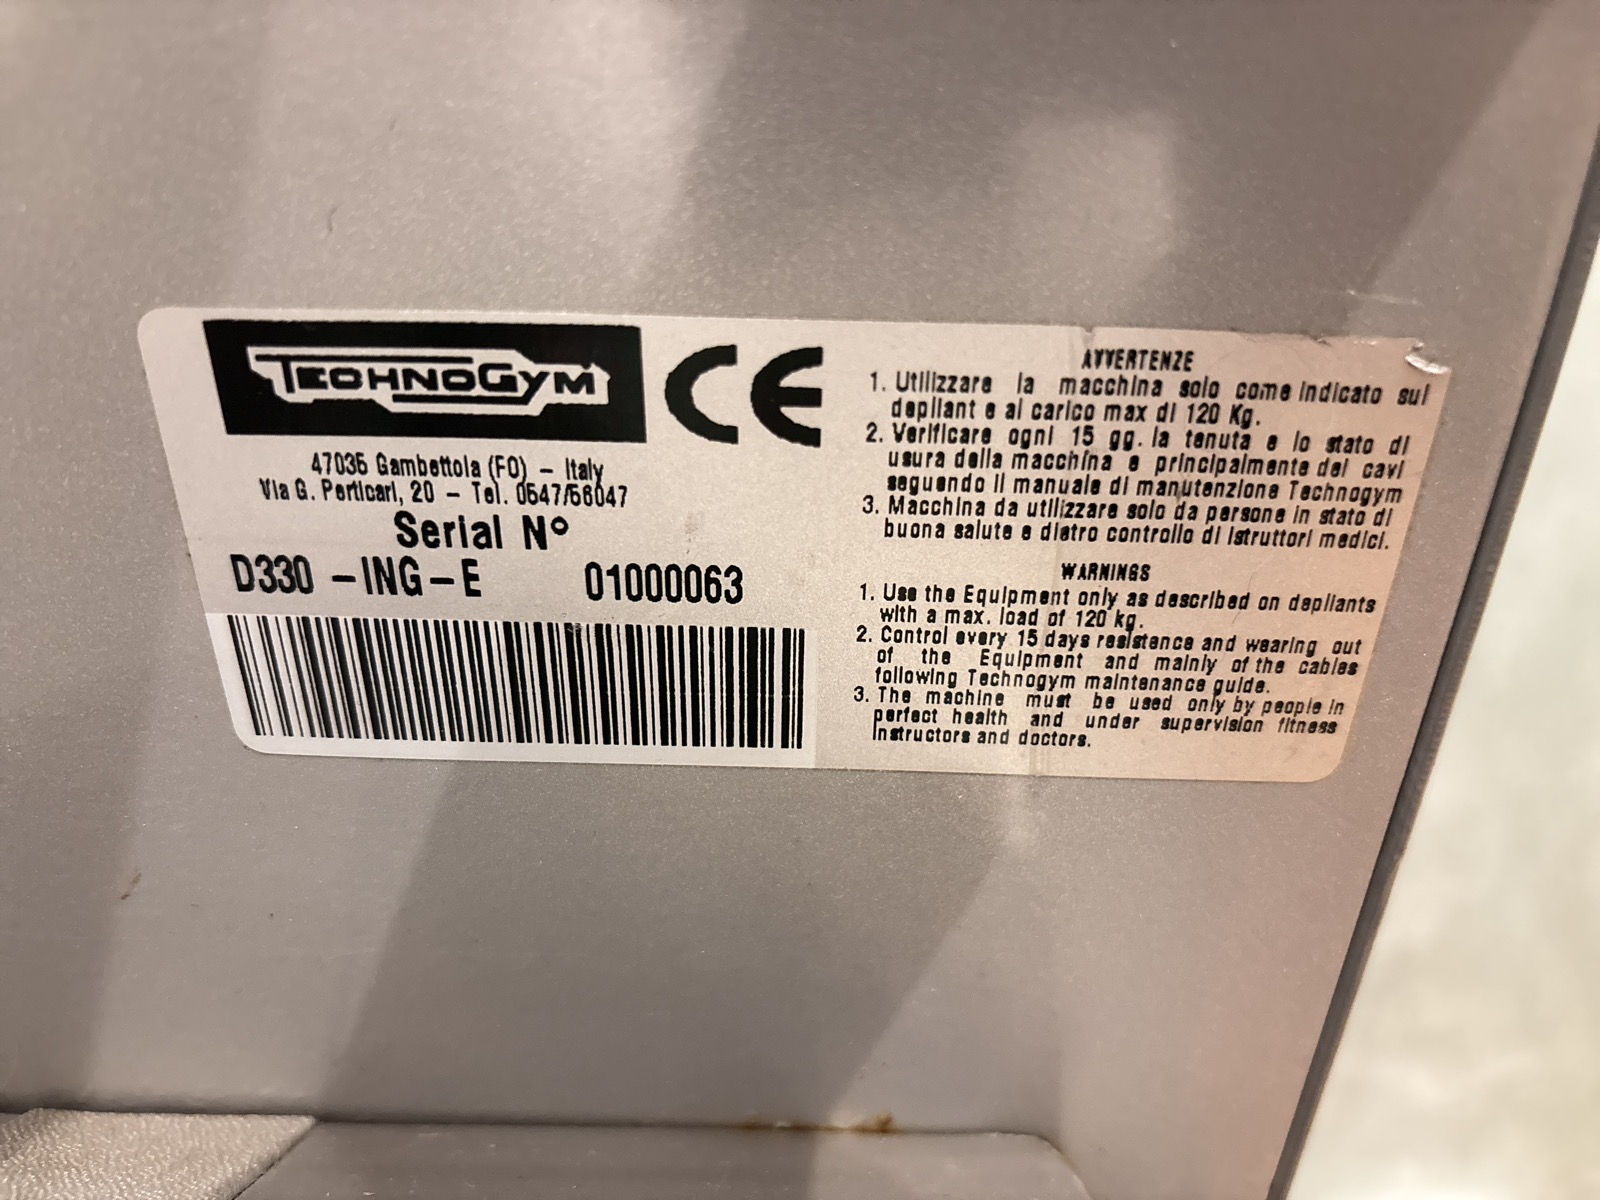 TECHNOGYM CE
47035 Gambettola (FO) – Italy
Via G. Perticari, 20 – Tel. 0547/56047
Serial N°
D330 –ING–E 01000063
AVVERTENZE
1. Utilizzare la macchina solo come indicato sul
depliant e al carico max di 120 Kg.
2. Verificare ogni 15 gg. la tenuta e lo stato di
usura della macchina e principalmente dei cavi
seguendo il manuale di manutenzione Technogym
3. Macchina da utilizzare solo da persone in stato di
buona salute e dietro controllo di istruttori medici.
WARNINGS
1. Use the Equipment only as described on depliants
with a max. load of 120 kg.
2. Control every 15 days resistence and wearing out
of the Equipment and mainly of the cables
following Technogym maintenance guide.
3. The machine must be used only by people in
perfect health and under supervision fitness
instructors and doctors.